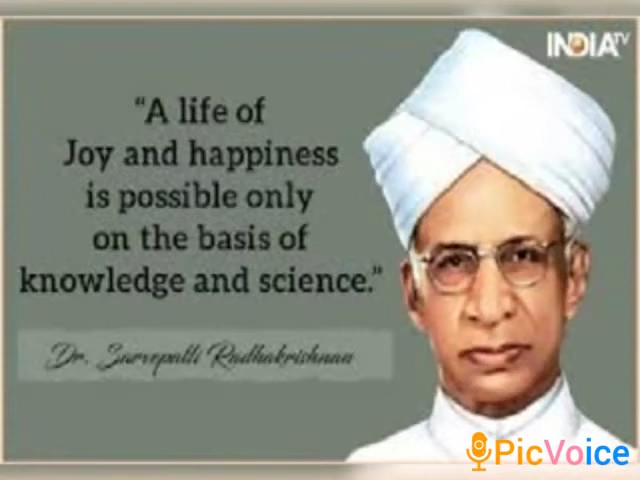 INDIA TV
“A life of
Joy and happiness
is possible only
on the basis of
knowledge and science.”
Dr. Sarvepalli Radhakrishnan
PicVoice